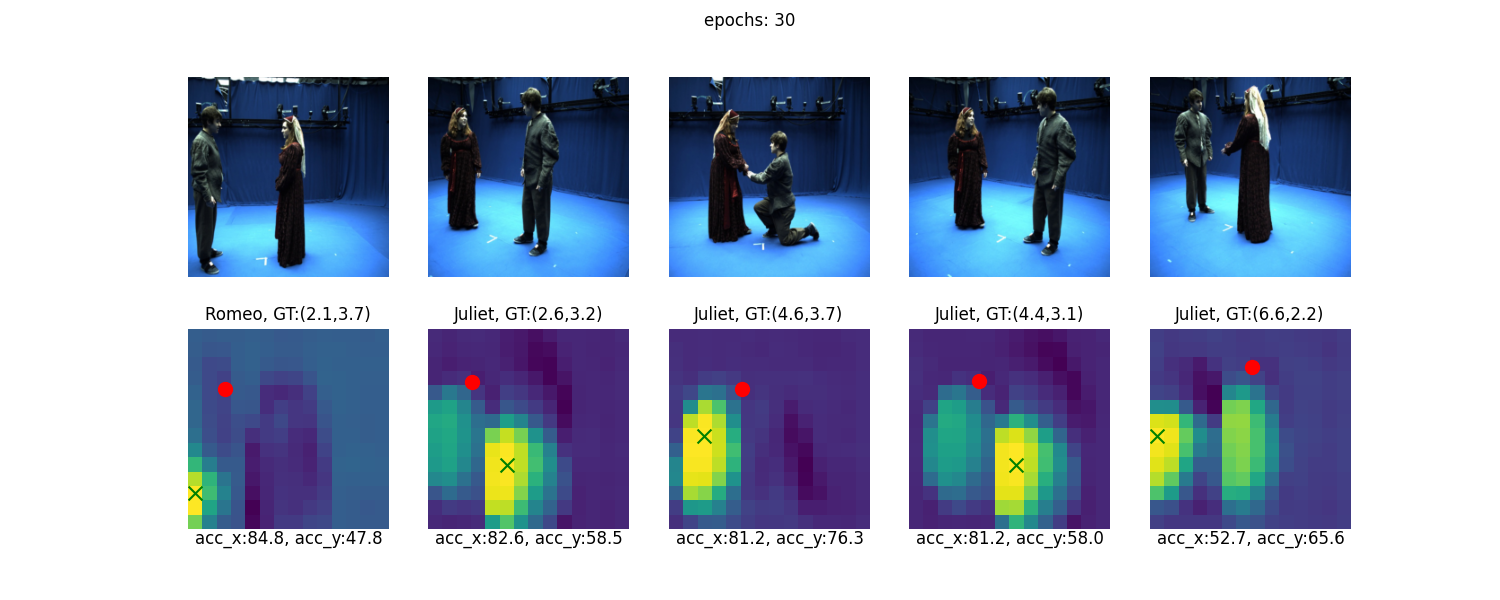 epochs: 30
Romeo, GT:(2.1,3.7)
Juliet, GT:(2.6,3.2)
Juliet, GT:(4.6,3.7)
Juliet, GT:(4.4,3.1)
Juliet, GT:(6.6,2.2)
acc_x:84.8, acc_y:47.8
acc_x:82.6, acc_y:58.5
acc_x:81.2, acc_y:76.3
acc_x:81.2, acc_y:58.0
acc_x:52.7, acc_y:65.6